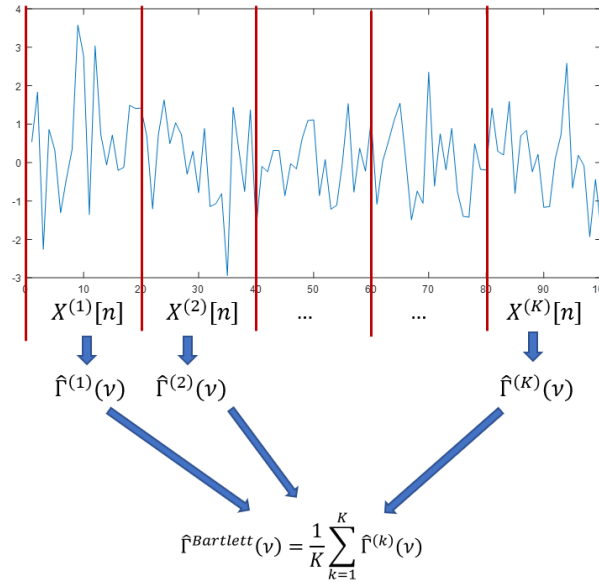 4
3
2
1
0
-1
-2
-3
0 10 20 30 40 50 60 70 80 90 100
X^(1)[n] X^(2)[n] ... ... X^(K)[n]
Γ̂^(1)(ν) Γ̂^(2)(ν) Γ̂^(K)(ν)
Γ̂^Bartlett(ν) = 1/K ∑_{k=1}^{K} Γ̂^(k)(ν)